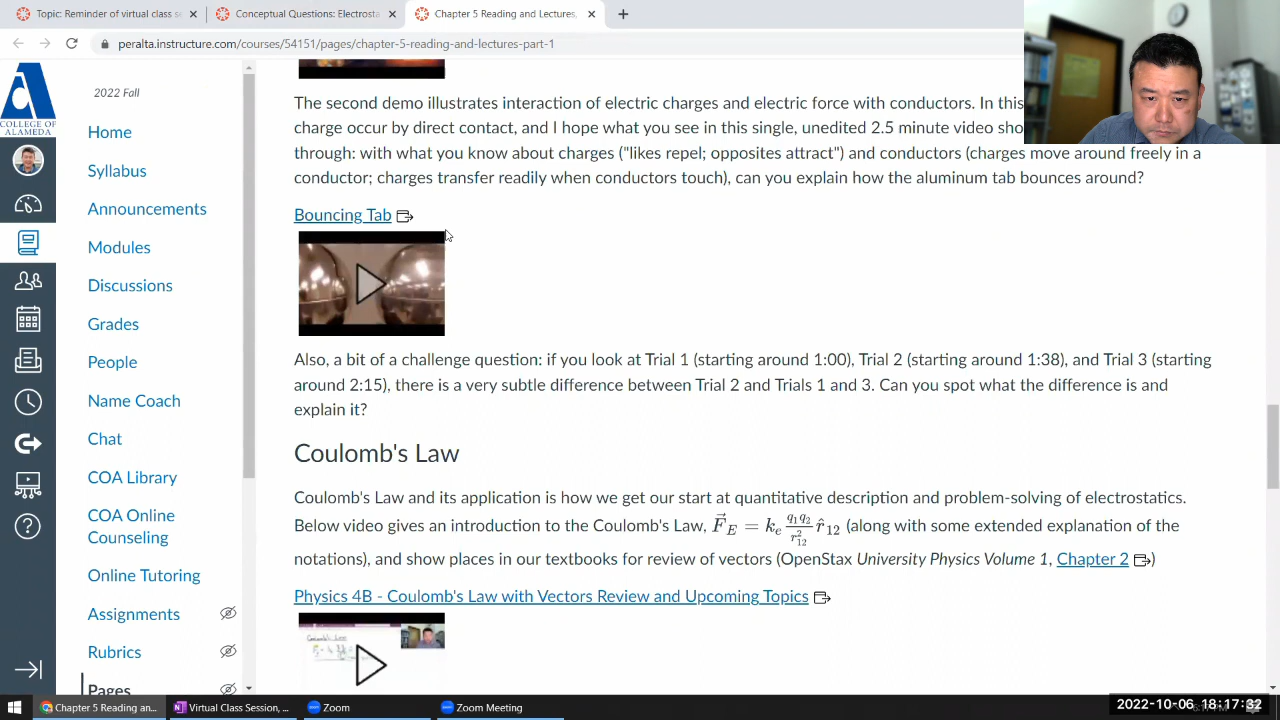 Topic: Reminder of virtual class s
Conceptual Questions: Electrosta
Chapter 5 Reading and Lectures,
peralta.instructure.com/courses/54151/pages/chapter-5-reading-and-lectures-part-1
COLLEGE OF
ALAMEDA
2022 Fall
Home
Syllabus
Announcements
Modules
Discussions
Grades
People
Name Coach
Chat
COA Library
COA Online
Counseling
Online Tutoring
Assignments
Rubrics
Pages
The second demo illustrates interaction of electric charges and electric force with conductors. In this
charge occur by direct contact, and I hope what you see in this single, unedited 2.5 minute video sho
through: with what you know about charges ("likes repel; opposites attract") and conductors (charges move around freely in a
conductor; charges transfer readily when conductors touch), can you explain how the aluminum tab bounces around?
Bouncing Tab
Also, a bit of a challenge question: if you look at Trial 1 (starting around 1:00), Trial 2 (starting around 1:38), and Trial 3 (starting
around 2:15), there is a very subtle difference between Trial 2 and Trials 1 and 3. Can you spot what the difference is and
explain it?
Coulomb's Law
Coulomb's Law and its application is how we get our start at quantitative description and problem-solving of electrostatics.
Below video gives an introduction to the Coulomb's Law, $\vec{F}_E = k_e \frac{q_1 q_2}{r_{12}^2} \hat{r}_{12}$ (along with some extended explanation of the
notations), and show places in our textbooks for review of vectors (OpenStax University Physics Volume 1, Chapter 2)
Physics 4B - Coulomb's Law with Vectors Review and Upcoming Topics
Coulomb's Law
Chapter 5 Reading an...
Virtual Class Session, ...
Zoom
Zoom Meeting
2022-10-06 18:17:32